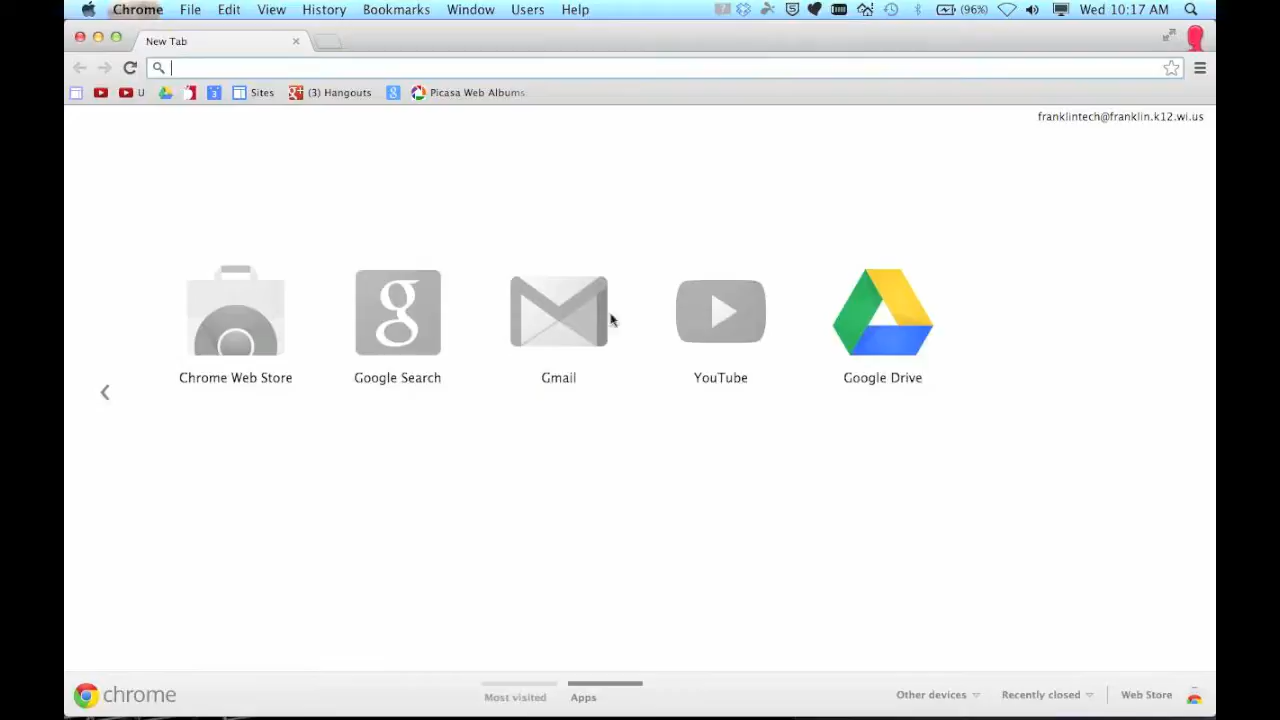 Chrome File Edit View History Bookmarks Window Users Help (96%) Wed 10:17 AM
New Tab
U 3 Sites (3) Hangouts Picasa Web Albums
franklintech@franklin.k12.wi.us
Chrome Web Store Google Search Gmail YouTube Google Drive
chrome Most visited Apps Other devices Recently closed Web Store